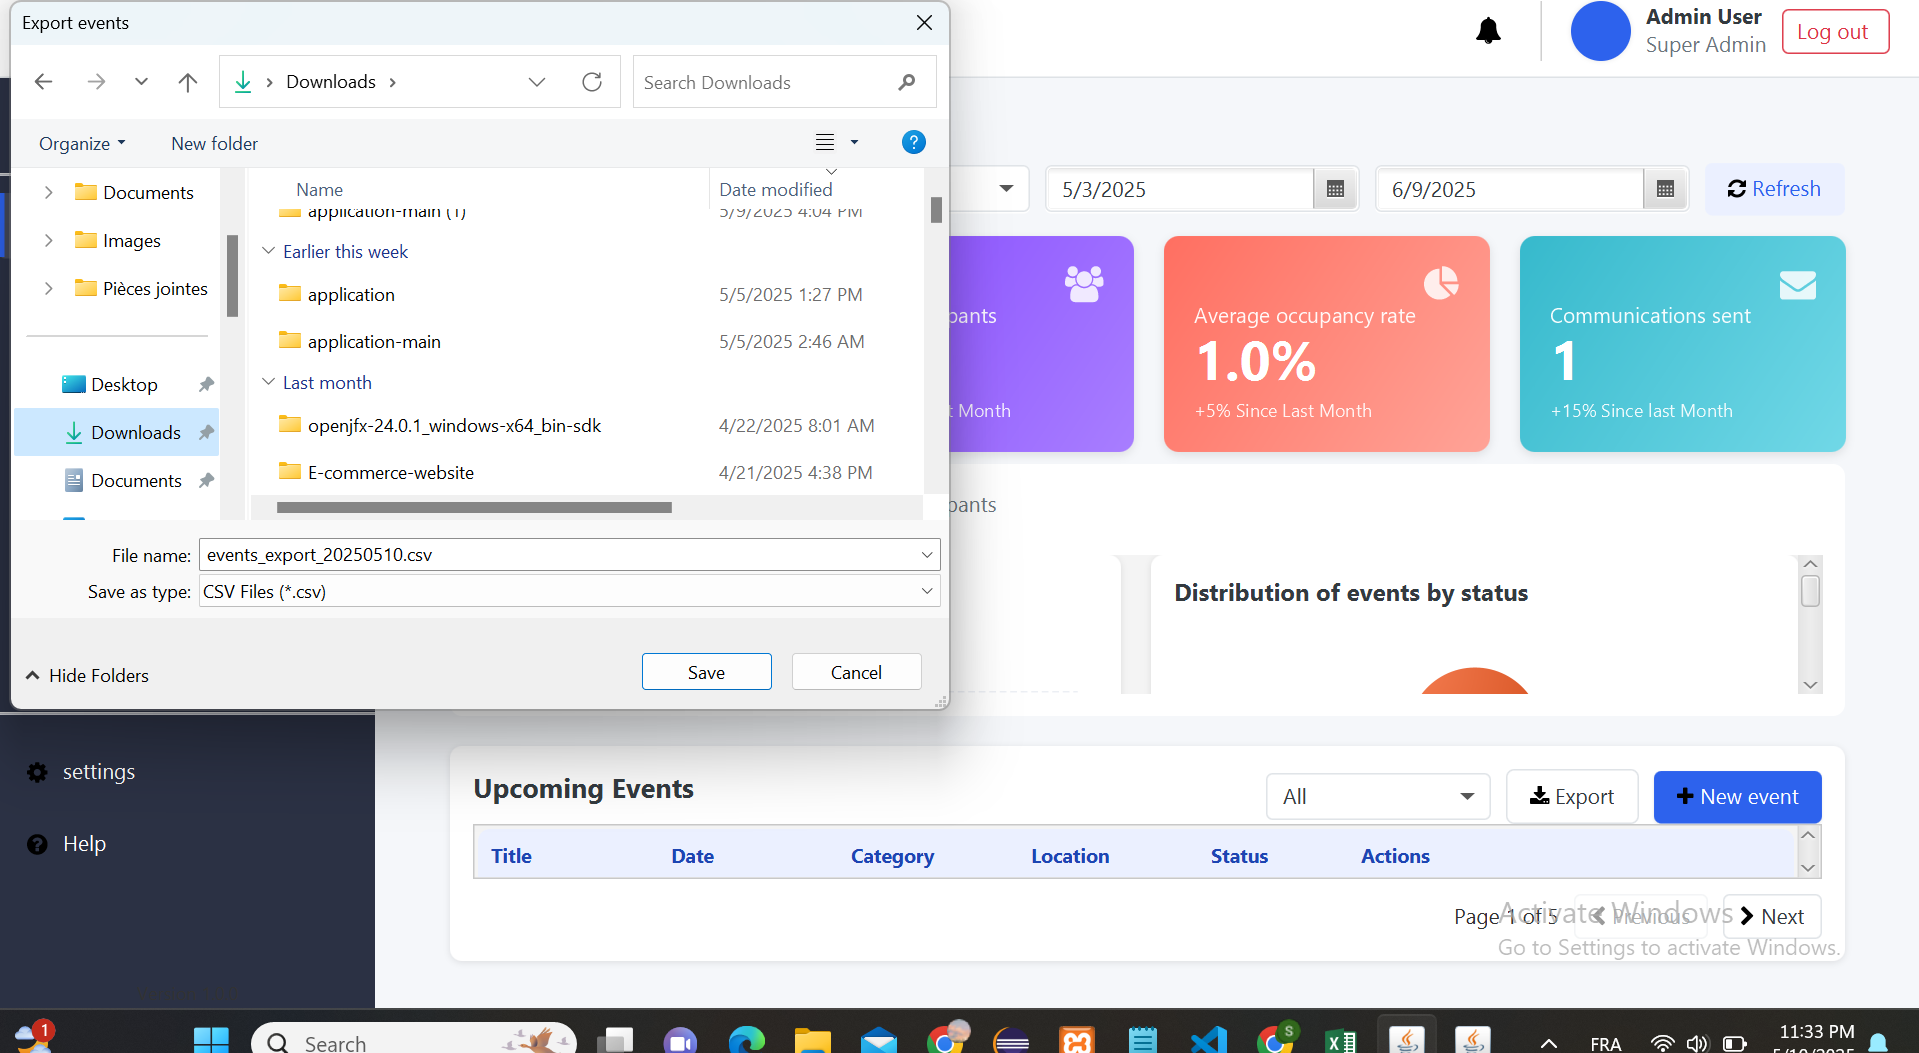 Export events
Downloads
Search Downloads
Organize
New folder
Documents
Images
Pièces jointes
Desktop
Downloads
Documents
Name
Date modified
application-main (1)
5/9/2025 4:04 PM
Earlier this week
application
5/5/2025 1:27 PM
application-main
5/5/2025 2:46 AM
Last month
openjfx-24.0.1_windows-x64_bin-sdk
4/22/2025 8:01 AM
E-commerce-website
4/21/2025 4:38 PM
File name:
events_export_20250510.csv
Save as type:
CSV Files (*.csv)
Hide Folders
Save
Cancel
Admin User
Super Admin
Log out
5/3/2025
6/9/2025
Refresh
pants
t Month
Average occupancy rate
1.0%
+5% Since Last Month
Communications sent
1
+15% Since last Month
pants
Distribution of events by status
settings
Help
Upcoming Events
All
Export
New event
Title
Date
Category
Location
Status
Actions
Page 1 of 5
Previous
Next
Activate Windows
Go to Settings to activate Windows.
1
Search
S
FRA
11:33 PM
5/10/2025